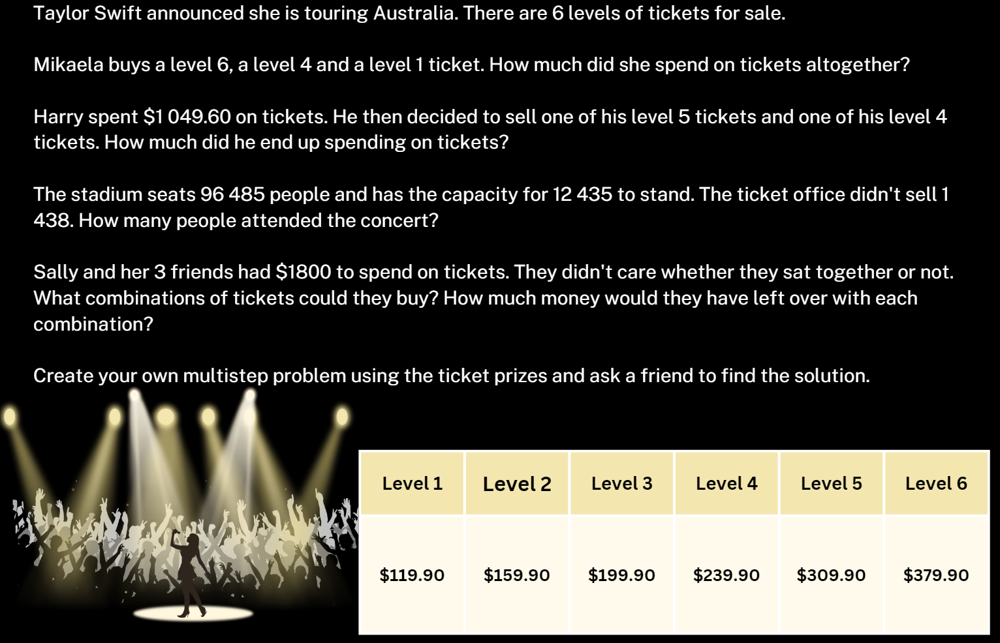 Taylor Swift announced she is touring Australia. There are 6 levels of tickets for sale.
Mikaela buys a level 6, a level 4 and a level 1 ticket. How much did she spend on tickets altogether?
Harry spent $1 049.60 on tickets. He then decided to sell one of his level 5 tickets and one of his level 4
tickets. How much did he end up spending on tickets?
The stadium seats 96 485 people and has the capacity for 12 435 to stand. The ticket office didn't sell 1
438. How many people attended the concert?
Sally and her 3 friends had $1800 to spend on tickets. They didn't care whether they sat together or not.
What combinations of tickets could they buy? How much money would they have left over with each
combination?
Create your own multistep problem using the ticket prizes and ask a friend to find the solution.
Level 1 Level 2 Level 3 Level 4 Level 5 Level 6
$119.90 $159.90 $199.90 $239.90 $309.90 $379.90